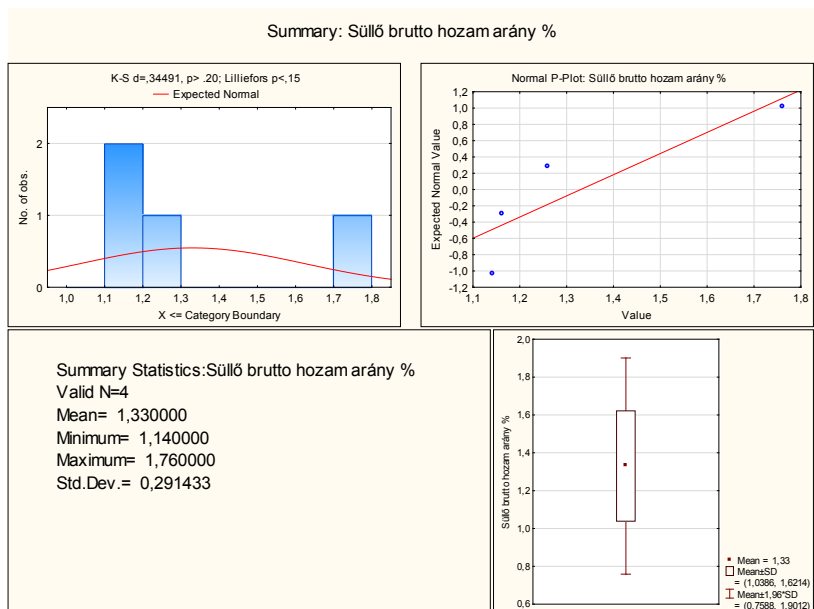 Summary: Süllő brutto hozam arány %
K-S d=,34491, p> .20; Lilliefors p<,15
Expected Normal
No. of obs.
2
1
0
1,0 1,1 1,2 1,3 1,4 1,5 1,6 1,7 1,8
X <= Category Boundary
Normal P-Plot: Süllő brutto hozam arány %
Expected Normal Value
1,2
1,0
0,8
0,6
0,4
0,2
0,0
-0,2
-0,4
-0,6
-0,8
-1,0
-1,2
1,1 1,2 1,3 1,4 1,5 1,6 1,7 1,8
Value
Summary Statistics:Süllő brutto hozam arány %
Valid N=4
Mean= 1,330000
Minimum= 1,140000
Maximum= 1,760000
Std.Dev.= 0,291433
Süllő brutto hozam arány %
2,0
1,8
1,6
1,4
1,2
1,0
0,8
0,6
Mean = 1,33
Mean±SD
= (1,0386, 1,6214)
Mean±1,96*SD
= (0,7588, 1,9012)